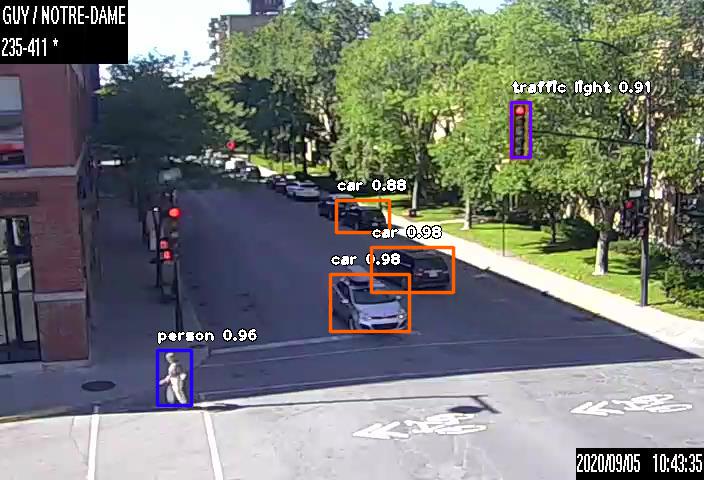 GUY / NOTRE-DAME
235-411 *
traffic light 0.91
car 0.88
car 0.98
car 0.98
person 0.96
2020/09/05 10:43:35